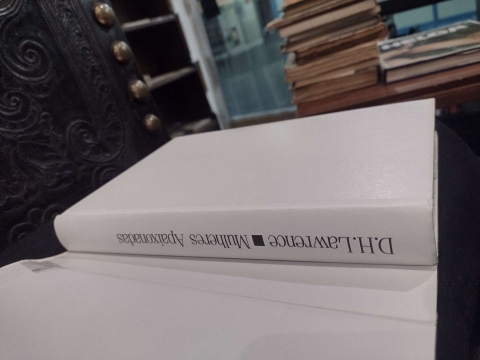 D.H.Lawrence ■ Mulheres Apaixonadas